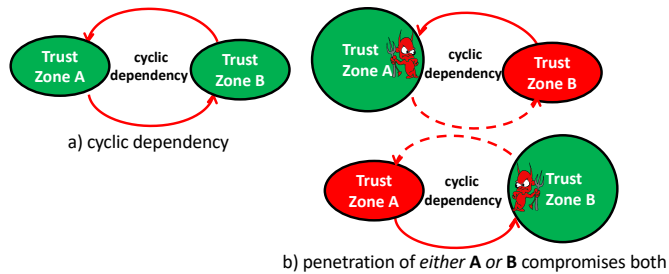 Trust
Zone A
cyclic
dependency
Trust
Zone B
a) cyclic dependency
Trust
Zone A
cyclic
dependency
Trust
Zone B
Trust
Zone A
cyclic
dependency
Trust
Zone B
b) penetration of either A or B compromises both